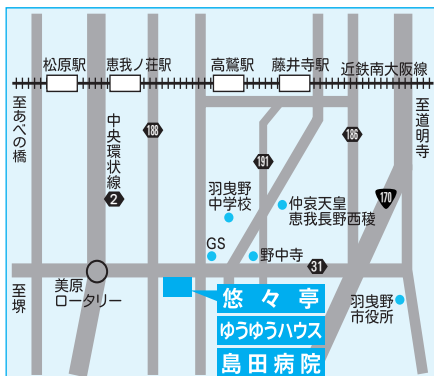 松原駅
恵我ノ荘駅
高鷲駅
藤井寺駅
近鉄南大阪線
至あべの橋
至道明寺
中央環状線
2
188
191
186
170
羽曳野
中学校
仲哀天皇
恵我長野西稜
GS
野中寺
31
至堺
美原
ロータリー
悠々亭
ゆうゆうハウス
島田病院
羽曳野
市役所